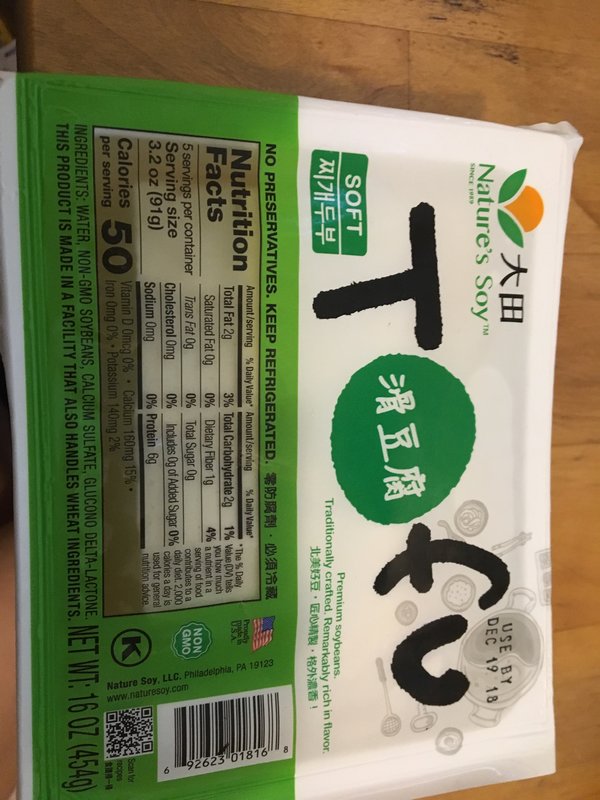 大田
Nature's Soy™
SINCE 1989
SOFT
찌개두부
TOFU
滑豆腐
USE BY
DEC 19 18
Premium soybeans.
Traditionally crafted. Remarkably rich in flavor.
北美好豆，匠心精製，格外濃香！
NO PRESERVATIVES. KEEP REFRIGERATED. 零防腐劑·必須冷藏
Nutrition
Facts
5 servings per container
Serving size
3.2 oz (91g)
Calories 50
per serving
Amount/serving % Daily Value*
Total Fat 2g 3%
Saturated Fat 0g 0%
Trans Fat 0g
Cholesterol 0mg 0%
Sodium 0mg 0%
Amount/serving % Daily Value*
Total Carbohydrate 2g 1%
Dietary Fiber 1g 4%
Total Sugar 0g
Includes 0g of Added Sugar 0%
Protein 6g
Vitamin D 0mcg 0% • Calcium 160mg 15% •
Iron 0mg 0% • Potassium 140mg 2%
*The % Daily
Value (DV) tells
you how much
a nutrient in a
serving of food
contributes to a
daily diet. 2,000
calories a day is
used for general
nutrition advice.
INGREDIENTS: WATER, NON-GMO SOYBEANS, CALCIUM SULFATE, GLUCONO DELTA-LACTONE.
THIS PRODUCT IS MADE IN A FACILITY THAT ALSO HANDLES WHEAT INGREDIENTS.
Proudly
made in
U.S.A.
NON
GMO
K
Nature Soy, LLC. Philadelphia, PA 19123
www.naturesoy.com
NET WT: 16 OZ (454g)
6 92623 01816 8
Scan for
recipes